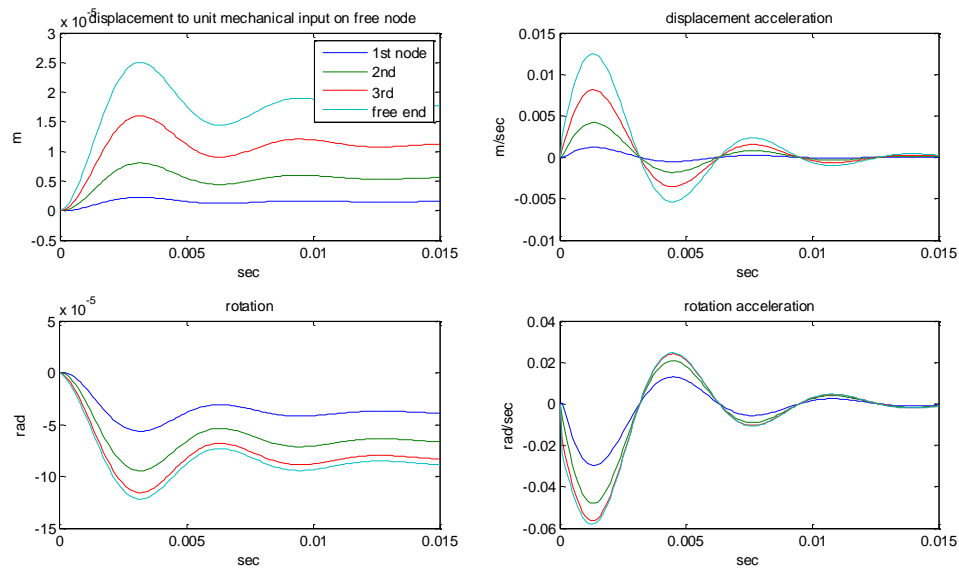 displacement to unit mechanical input on free node
x 10^-5
3
2.5
2
1.5
1
0.5
0
-0.5
m
0 0.005 0.01 0.015
sec
1st node
2nd
3rd
free end
displacement acceleration
0.015
0.01
0.005
0
-0.005
-0.01
m/sec
0 0.005 0.01 0.015
sec
rotation
x 10^-5
5
0
-5
-10
-15
rad
0 0.005 0.01 0.015
sec
rotation acceleration
0.04
0.02
0
-0.02
-0.04
-0.06
rad/sec
0 0.005 0.01 0.015
sec